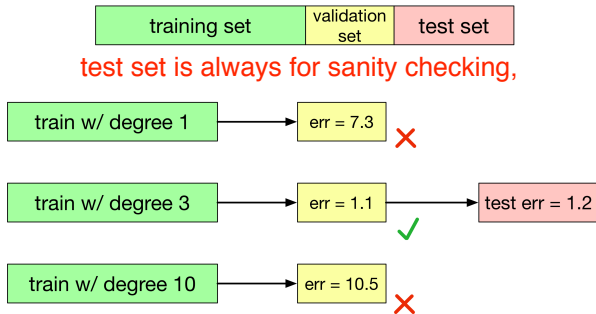 training set
validation
set
test set
test set is always for sanity checking,
train w/ degree 1
err = 7.3
train w/ degree 3
err = 1.1
test err = 1.2
train w/ degree 10
err = 10.5